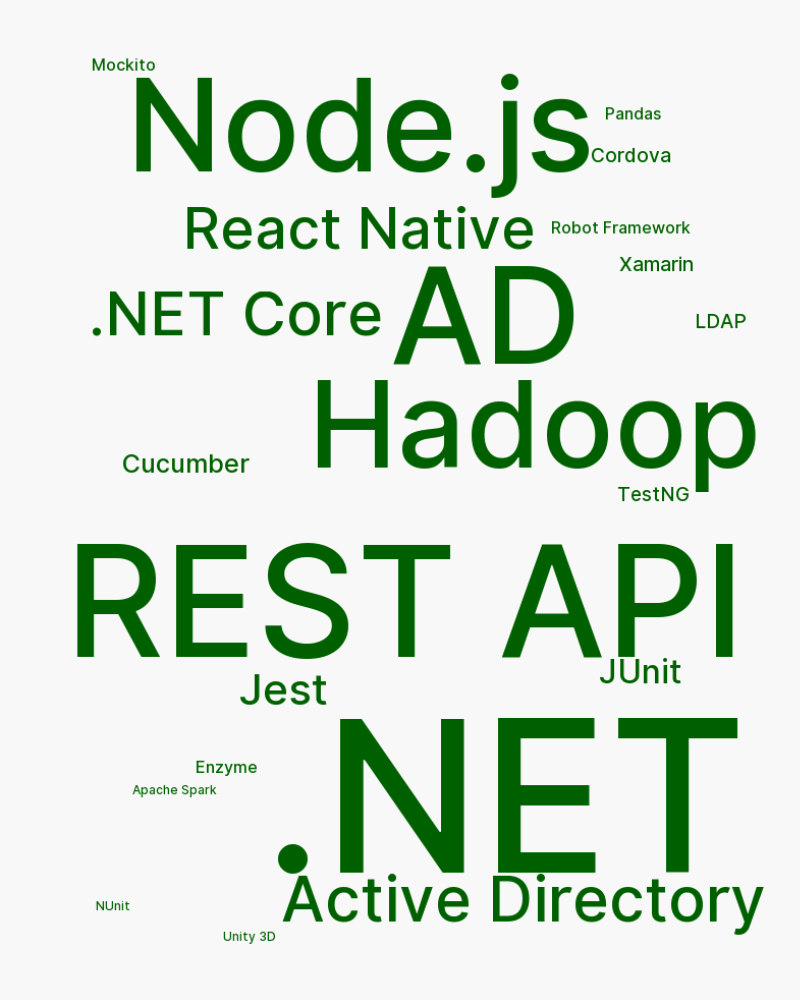 Mockito
Node.js
Pandas
Cordova
React Native
Robot Framework
Xamarin
.NET Core
AD
LDAP
Hadoop
Cucumber
TestNG
REST API
JUnit
Jest
.NET
Enzyme
Apache Spark
Active Directory
NUnit
Unity 3D